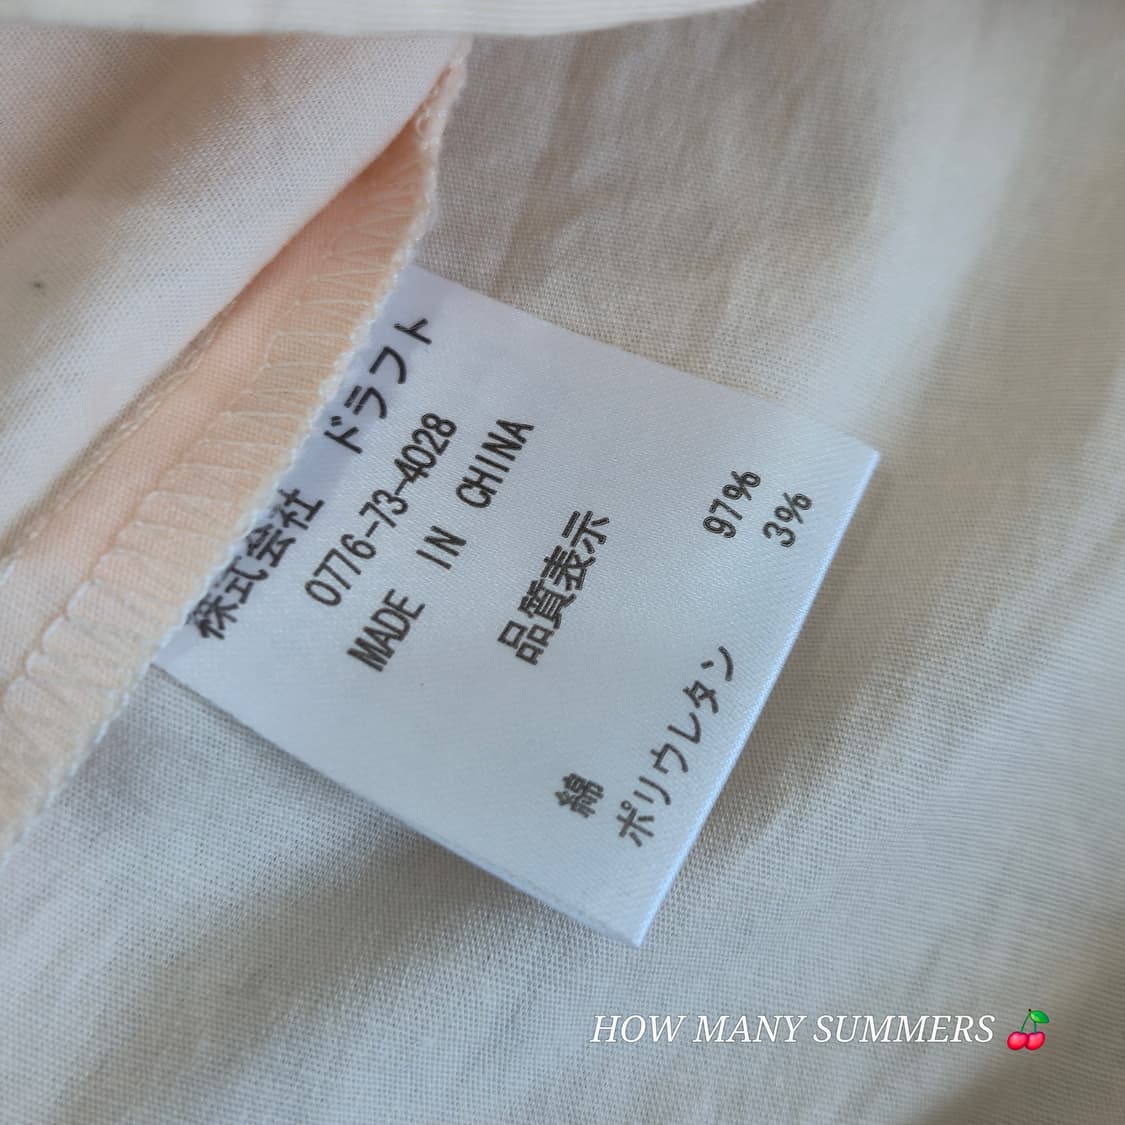 株式会社 ドラフト
0776-73-4028
MADE IN CHINA
品質表示
綿 97%
ポリウレタン 3%
HOW MANY SUMMERS 🍒